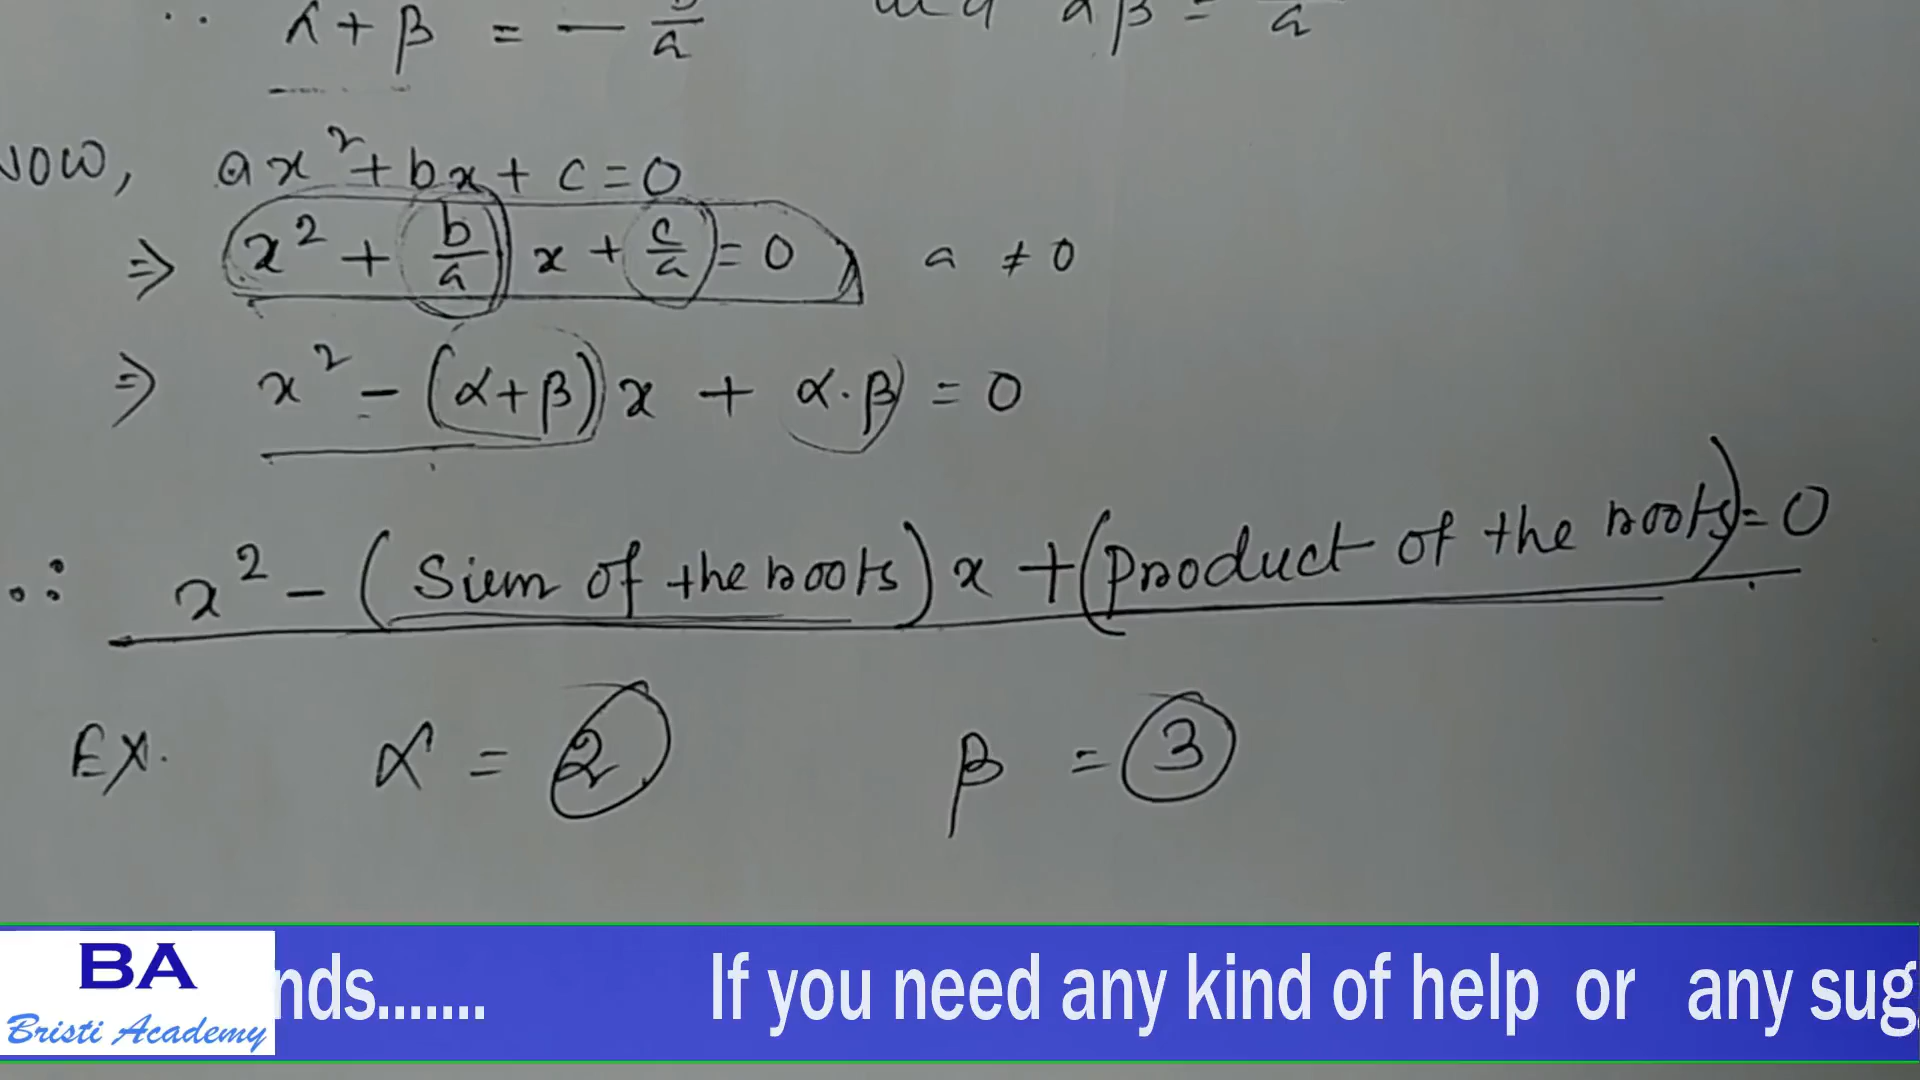 ∴ α + β = - b/a and αβ = /a
NOW, ax² + bx + c = 0
⇒ x² + b/a x + c/a = 0 a ≠ 0
⇒ x² - (α + β) x + α.β = 0
∴ x² - (Sum of the roots) x + (product of the roots) = 0
EX. α = 2 β = 3
BA
Bristi Academy
nds....... If you need any kind of help or any sug